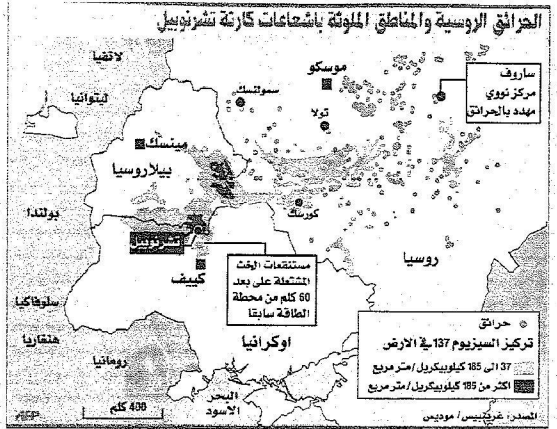 الحرائق الروسية والمناطق الملوثة باشعاعات كارثة تشرنوبيل
لاتفيا
ليتوانيا
موسكو
سمولنسك
تولا
ساروف
مركز نووي
مهدد بالحرائق
مينسك
بيلاروسيا
بولندا
كورسك
روسيا
تشرنوبيل
كييف
مستنقعات الخث
المشتعلة على بعد
60 كلم من محطة
الطاقة سابقا
سلوفاكيا
هنغاريا
رومانيا
اوكرانيا
البحر
الاسود
حرائق
تركيز السيزيوم 137 في الارض
37 الى 185 كيلوبيكريل/متر مربع
اكثر من 185 كيلوبيكريل/متر مربع
400 كلم
AFP
المصدر: غرينبيس/موديس